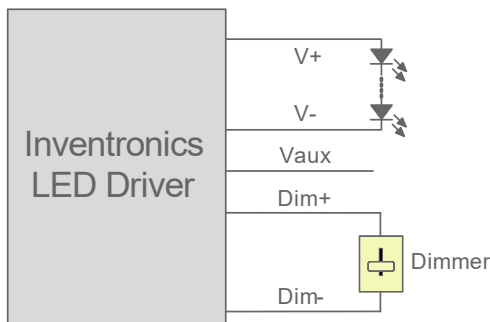 V+
V-
Inventronics
LED Driver
Vaux
Dim+
Dimmer
Dim-